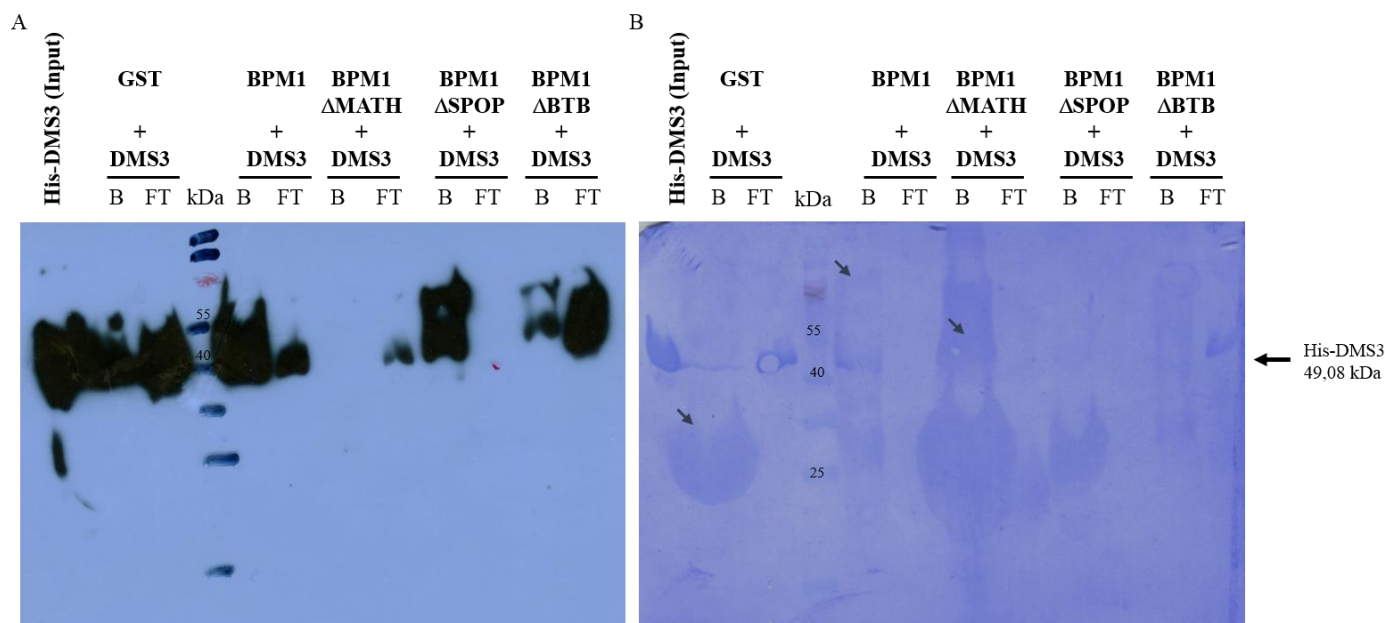 A
His-DMS3 (Input)
GST
+
DMS3
BPM1
+
DMS3
BPM1
ΔMATH
+
DMS3
BPM1
ΔSPOP
+
DMS3
BPM1
ΔBTB
+
DMS3
B FT kDa B FT B FT B FT B FT
55
40
B
His-DMS3 (Input)
GST
+
DMS3
BPM1
+
DMS3
BPM1
ΔMATH
+
DMS3
BPM1
ΔSPOP
+
DMS3
BPM1
ΔBTB
+
DMS3
B FT kDa B FT B FT B FT B FT
55
40
25
His-DMS3
49,08 kDa